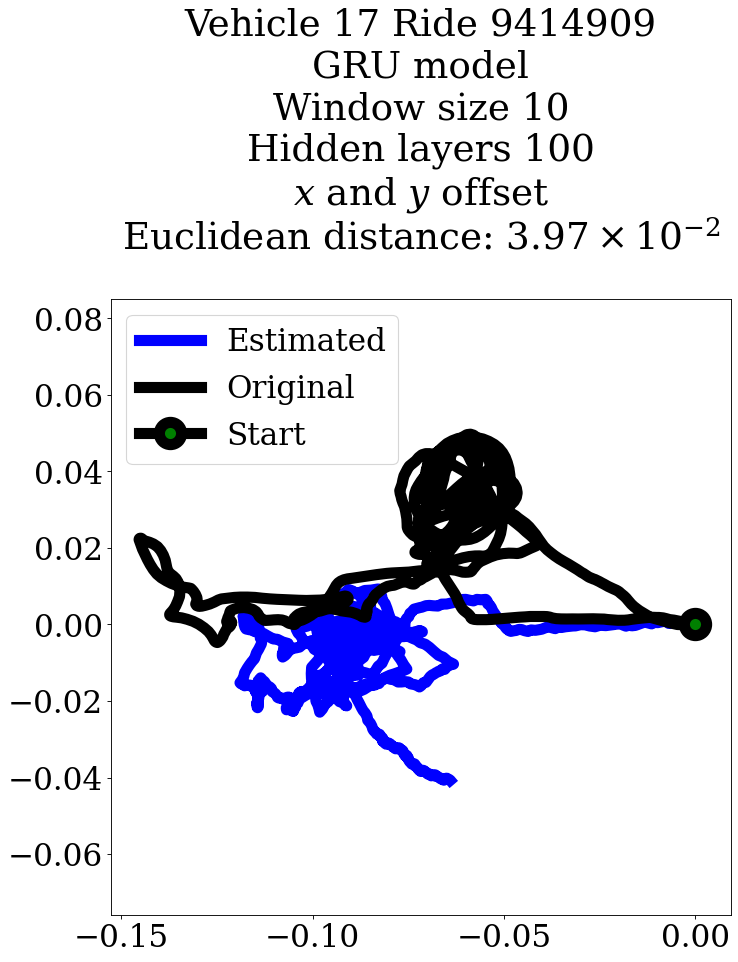 Vehicle 17 Ride 9414909
GRU model
Window size 10
Hidden layers 100
x and y offset
Euclidean distance: 3.97 × 10⁻²
Estimated
Original
Start
0.08
0.06
0.04
0.02
0.00
−0.02
−0.04
−0.06
−0.15 −0.10 −0.05 0.00